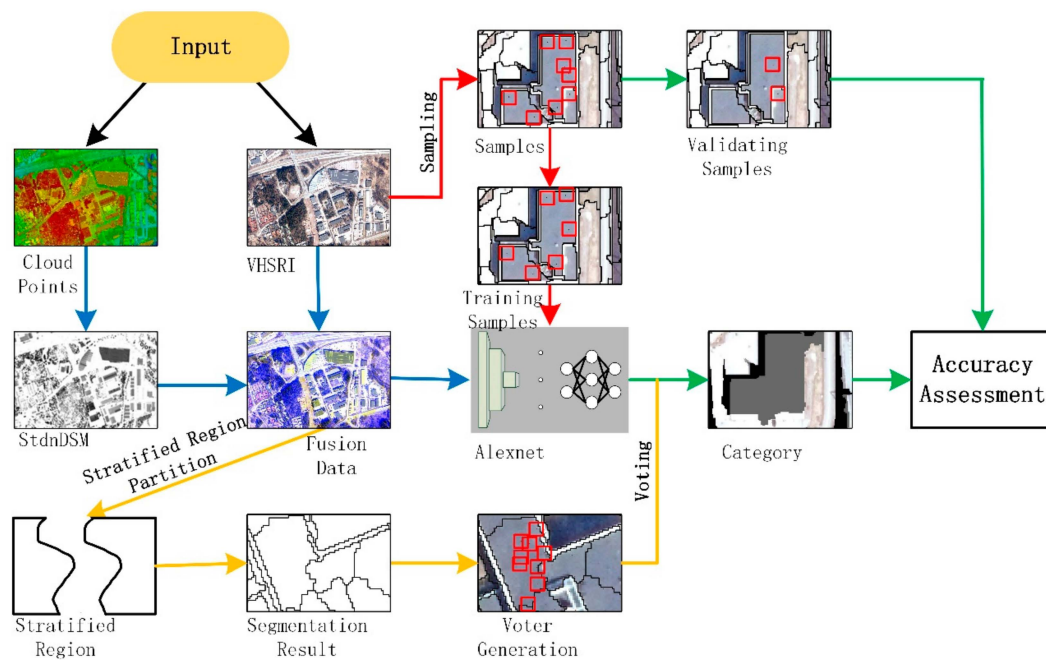 Input
Sampling
Samples
Validating
Samples
Cloud
Points
VHSRI
Training
Samples
StdnDSM
Fusion
Data
Alexnet
Category
Accuracy
Assessment
Stratified Region
Partition
Voting
Stratified
Region
Segmentation
Result
Voter
Generation